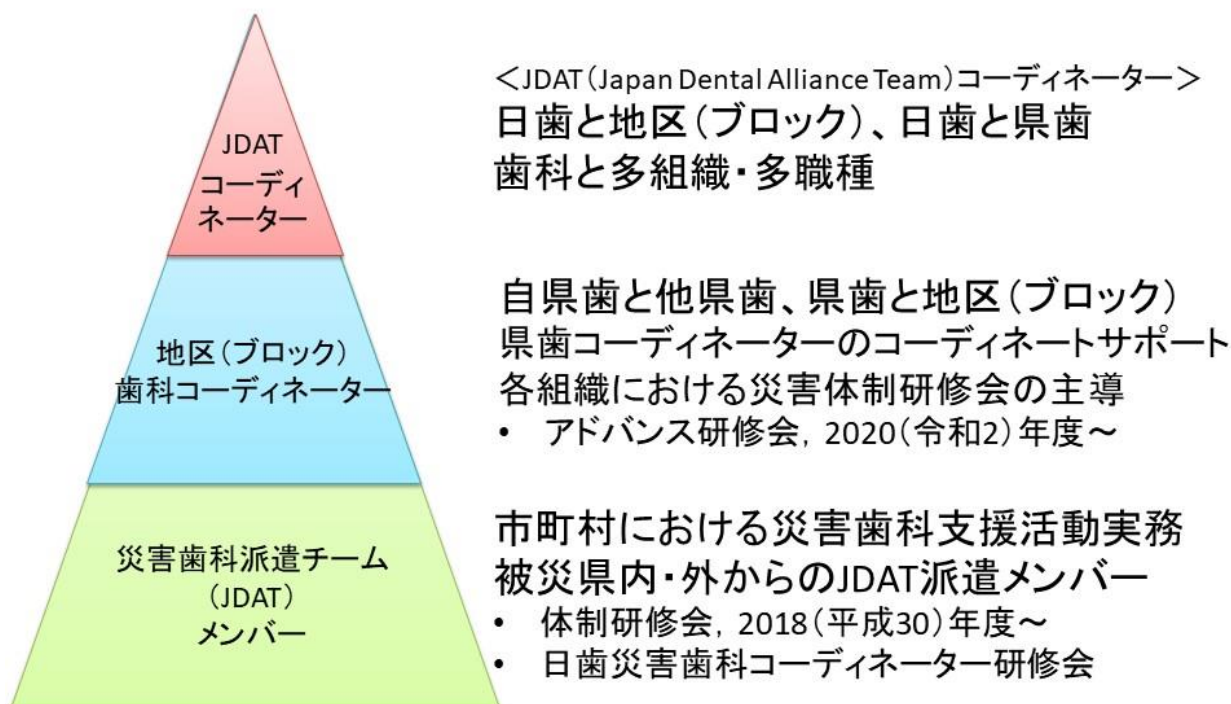 JDAT
コーディ
ネーター
<JDAT(Japan Dental Alliance Team)コーディネーター>
日歯と地区(ブロック)、日歯と県歯
歯科と多組織・多職種
地区(ブロック)
歯科コーディネーター
自県歯と他県歯、県歯と地区(ブロック)
県歯コーディネーターのコーディネートサポート
各組織における災害体制研修会の主導
• アドバンス研修会, 2020(令和2)年度～
災害歯科派遣チーム
(JDAT)
メンバー
市町村における災害歯科支援活動実務
被災県内・外からのJDAT派遣メンバー
• 体制研修会, 2018(平成30)年度～
• 日歯災害歯科コーディネーター研修会